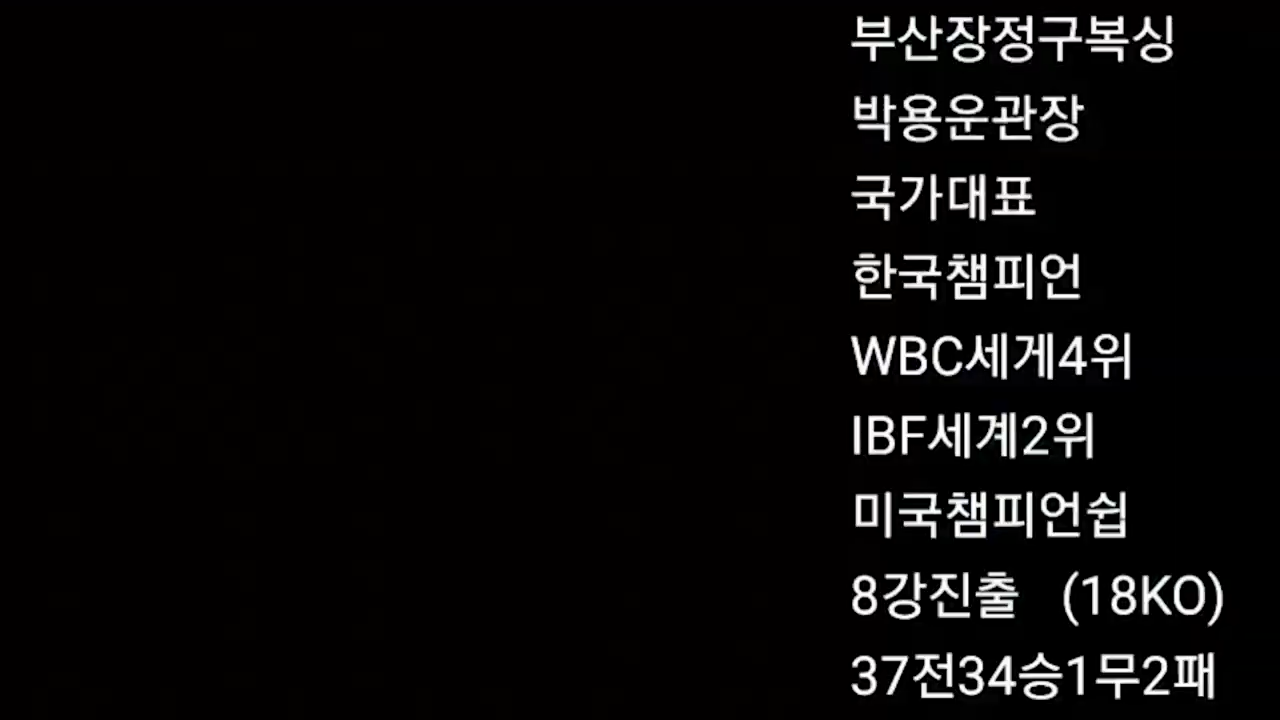 부산장정구복싱
박용운관장
국가대표
한국챔피언
WBC세게4위
IBF세계2위
미국챔피언쉽
8강진출 (18KO)
37전34승1무2패